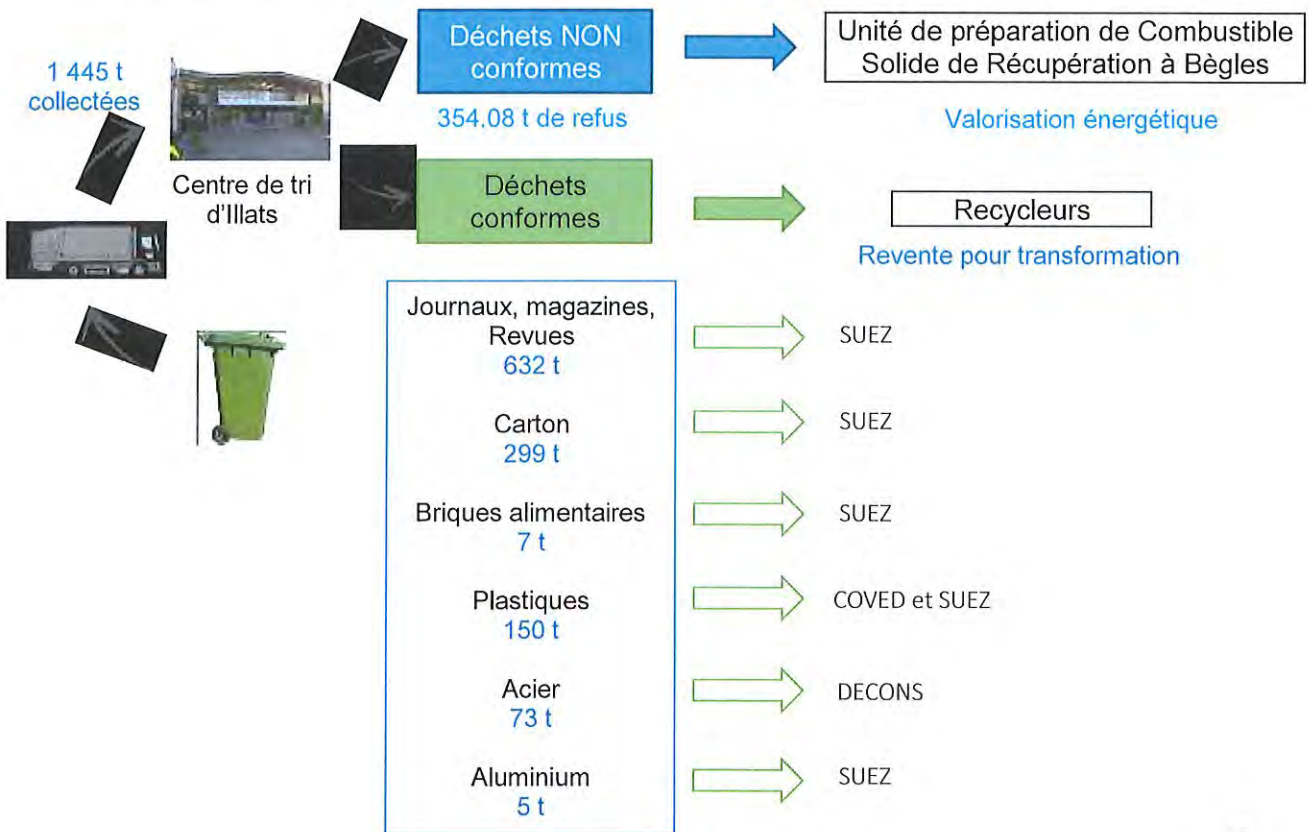 1 445 t
collectées
Centre de tri
d'Illats
Déchets NON
conformes
354.08 t de refus
Unité de préparation de Combustible
Solide de Récupération à Bègles
Valorisation énergétique
Déchets
conformes
Recycleurs
Revente pour transformation
Journaux, magazines,
Revues
632 t
SUEZ
Carton
299 t
SUEZ
Briques alimentaires
7 t
SUEZ
Plastiques
150 t
COVED et SUEZ
Acier
73 t
DECONS
Aluminium
5 t
SUEZ